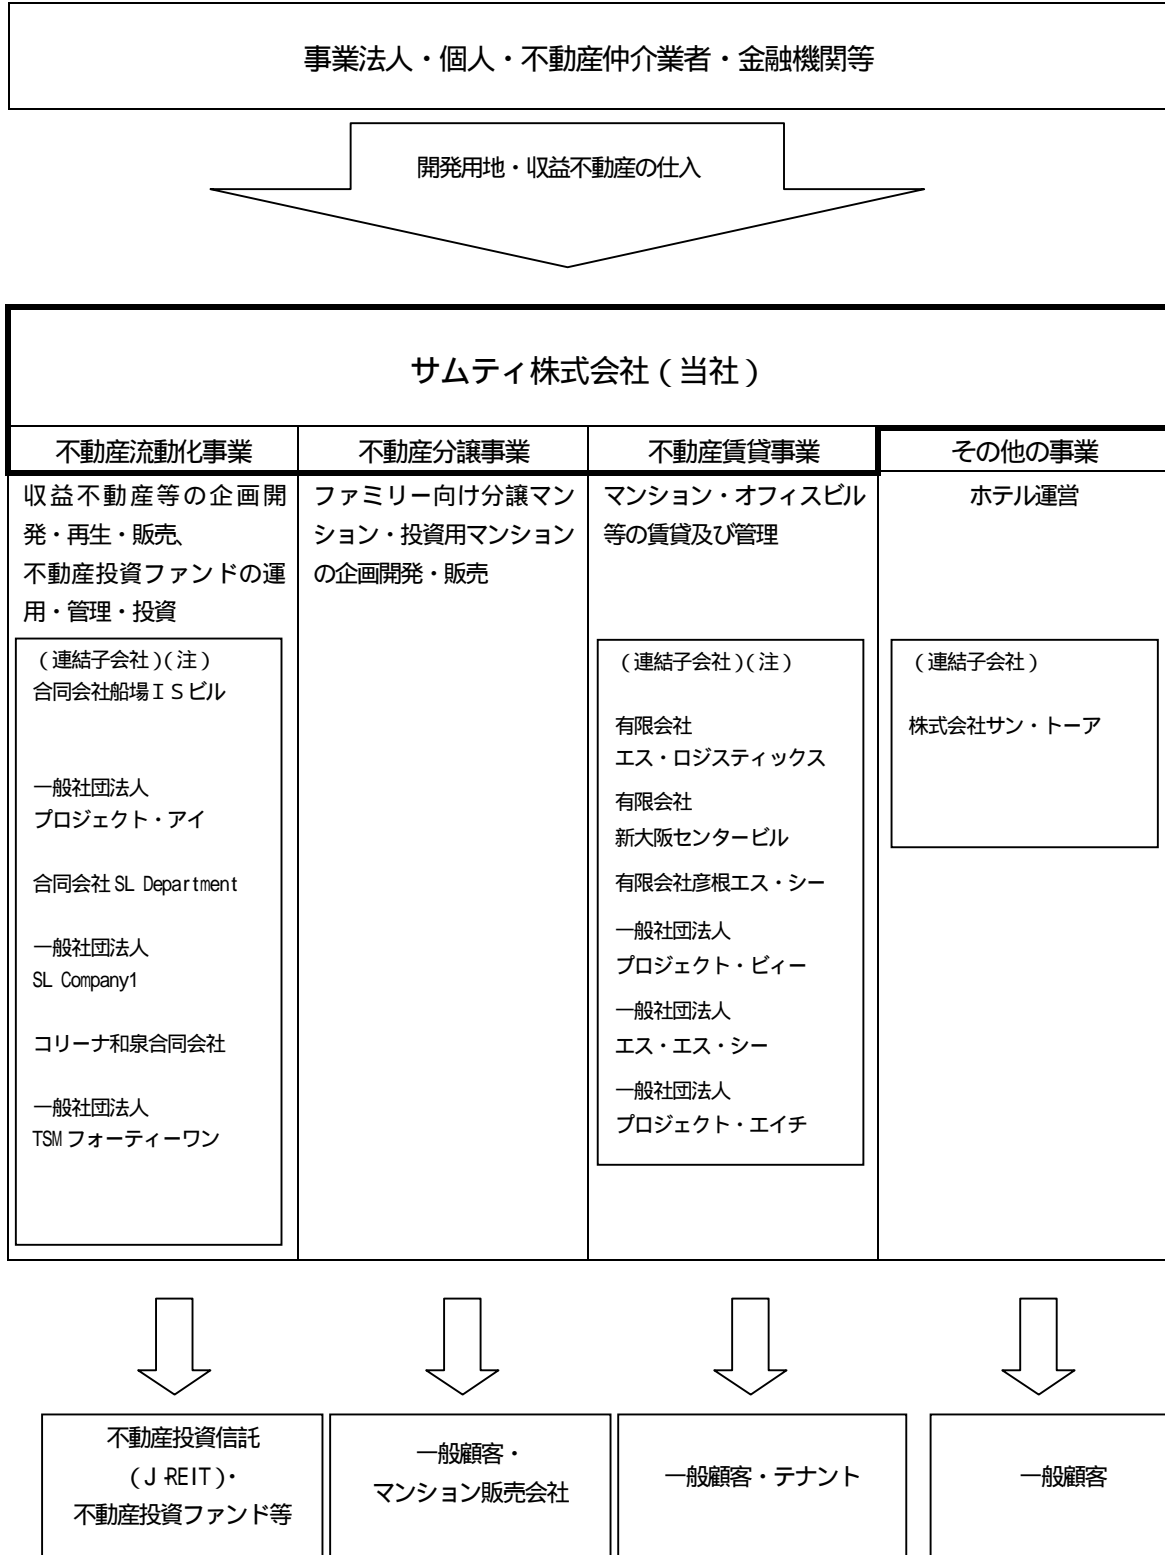 事業法人・個人・不動産仲介業者・金融機関等
開発用地・収益不動産の仕入
サムティ株式会社（当社）
不動産流動化事業
不動産分譲事業
不動産賃貸事業
その他の事業
収益不動産等の企画開
発・再生・販売、
不動産投資ファンドの運
用・管理・投資
（連結子会社）（注）
合同会社船場ＩＳビル
一般社団法人
プロジェクト・アイ
合同会社 SL Department
一般社団法人
SL Company1
コリーナ和泉合同会社
一般社団法人
TSM フォーティーワン
ファミリー向け分譲マン
ション・投資用マンション
の企画開発・販売
マンション・オフィスビル
等の賃貸及び管理
（連結子会社）（注）
有限会社
エス・ロジスティックス
有限会社
新大阪センタービル
有限会社彦根エス・シー
一般社団法人
プロジェクト・ビィー
一般社団法人
エス・エス・シー
一般社団法人
プロジェクト・エイチ
ホテル運営
（連結子会社）
株式会社サン・トーア
不動産投資信託
（J-REIT）・
不動産投資ファンド等
一般顧客・
マンション販売会社
一般顧客・テナント
一般顧客